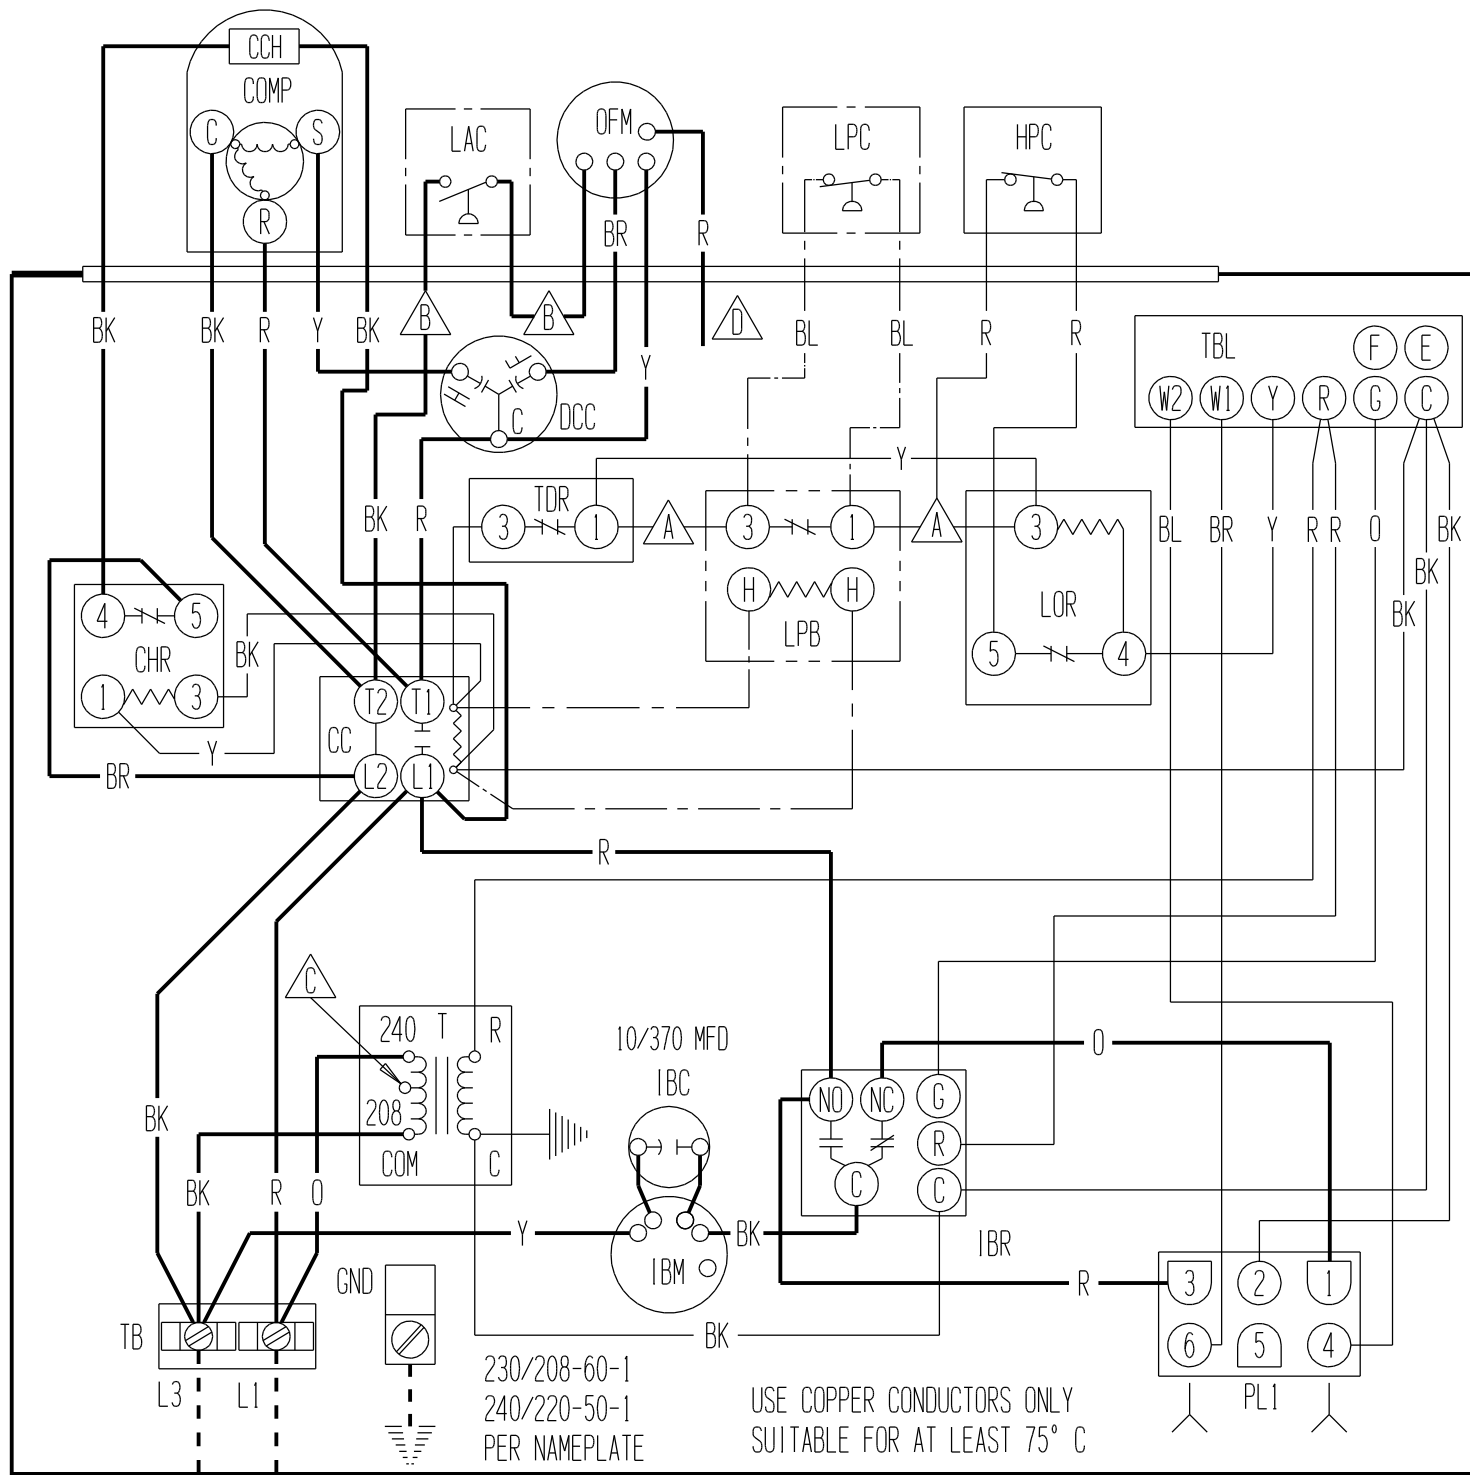 CCH
COMP
C S
R
LAC
OFM
LPC
HPC
BR
R
BK BK R Y BK
B B
D
Y
BL BL R R
H F
C
DCC
TBL
F E
W2 W1 Y R G C
BK R
Y
TDR
3 1
A
3 1
A
3
BL BR Y R R O BK
BK
BK
4 5
CHR
1 3
BK
Y
H H
LPB
LOR
5 4
T2 T1
CC
L2 L1
BR
R
C
240 T R
208
COM C
10/370 MFD
IBC
IBM
NO NC G
R
C C
IBR
O
BK
BK R O
Y
BK
R
BK
GND
TB
L3 L1
3 2 1
6 5 4
PL1
230/208-60-1
240/220-50-1
PER NAMEPLATE
USE COPPER CONDUCTORS ONLY
SUITABLE FOR AT LEAST 75° C